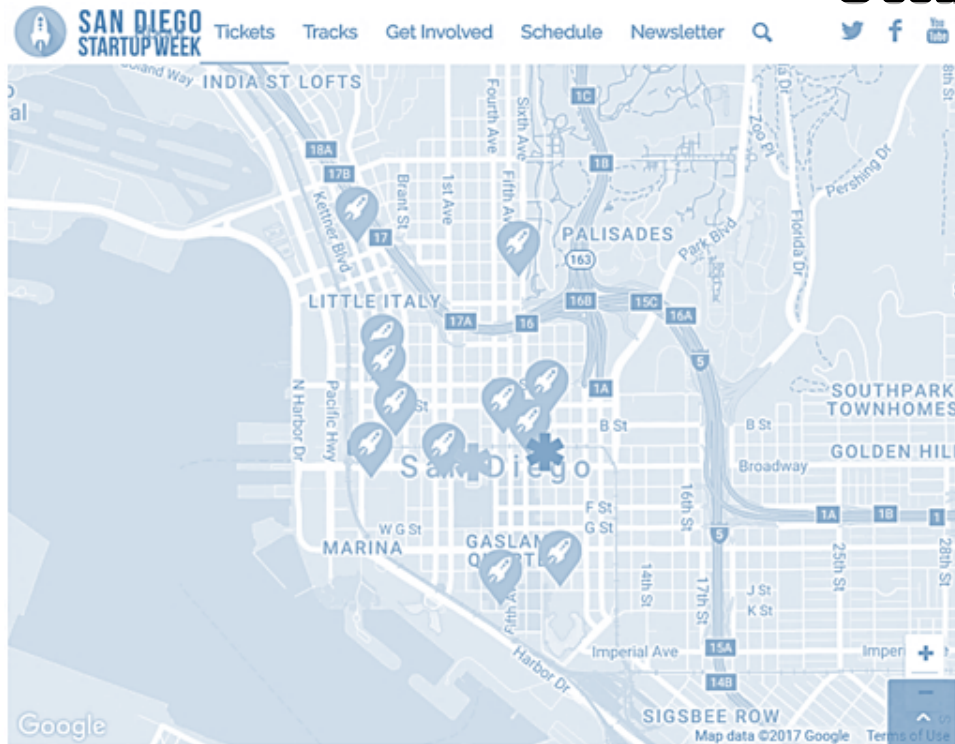 SAN DIEGO
STARTUP WEEK
Tickets
Tracks
Get Involved
Schedule
Newsletter
You
Tube
INDIA ST LOFTS
Fourth Ave
Sixth Ave
1C
18A
17B
1B
Zoo Pl
Pershing Dr
Brant St
1st Ave
Kettner Blvd
17
PALISADES
Park Blvd
Florida Dr
163
LITTLE ITALY
17A
16
16B
15C
16A
5
N Harbor Dr
Pacific Hwy
1A
SOUTHPARK
TOWNHOMES
B St
B St
GOLDEN HILL
San Diego
Broadway
16th St
F St
G St
1A
1B
1
W G St
MARINA
5
25th St
28th St
14th St
17th St
J St
K St
Harbor Dr
Imperial Ave
15A
14B
SIGSBEE ROW
Google
Map data ©2017 Google
Terms of Use